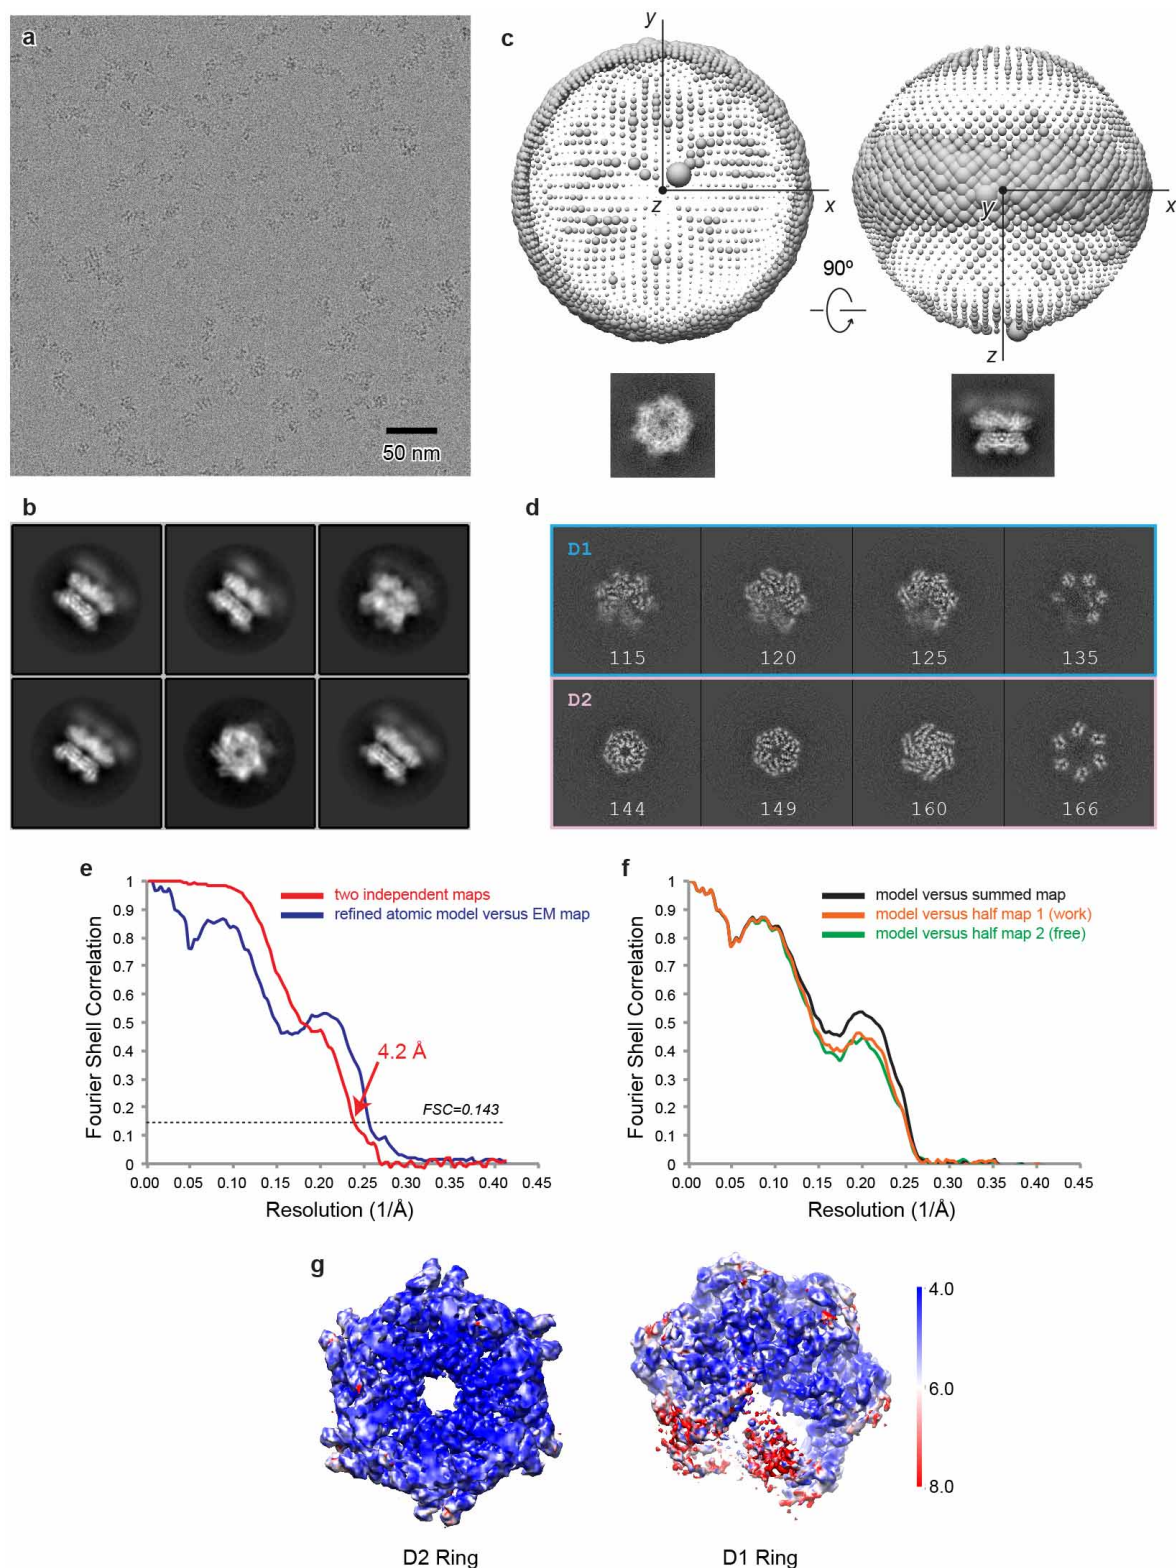 a
50 nm
c
y
z
x
90º
y
x
z
b
d
D1
115
120
125
135
D2
144
149
160
166
e
1
0.9
0.8
0.7
0.6
0.5
0.4
0.3
0.2
0.1
0
Fourier Shell Correlation
two independent maps
refined atomic model versus EM map
4.2 Å
FSC=0.143
0.00 0.05 0.10 0.15 0.20 0.25 0.30 0.35 0.40 0.45
Resolution (1/Å)
f
1
0.9
0.8
0.7
0.6
0.5
0.4
0.3
0.2
0.1
0
Fourier Shell Correlation
model versus summed map
model versus half map 1 (work)
model versus half map 2 (free)
0.00 0.05 0.10 0.15 0.20 0.25 0.30 0.35 0.40 0.45
Resolution (1/Å)
g
4.0
6.0
8.0
D2 Ring
D1 Ring